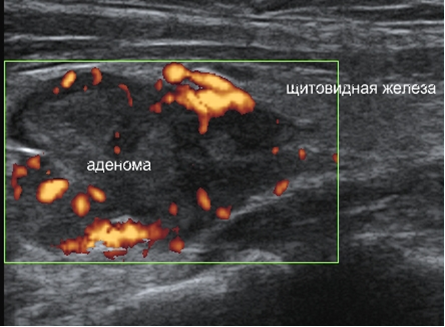 щитовидная железа
аденома